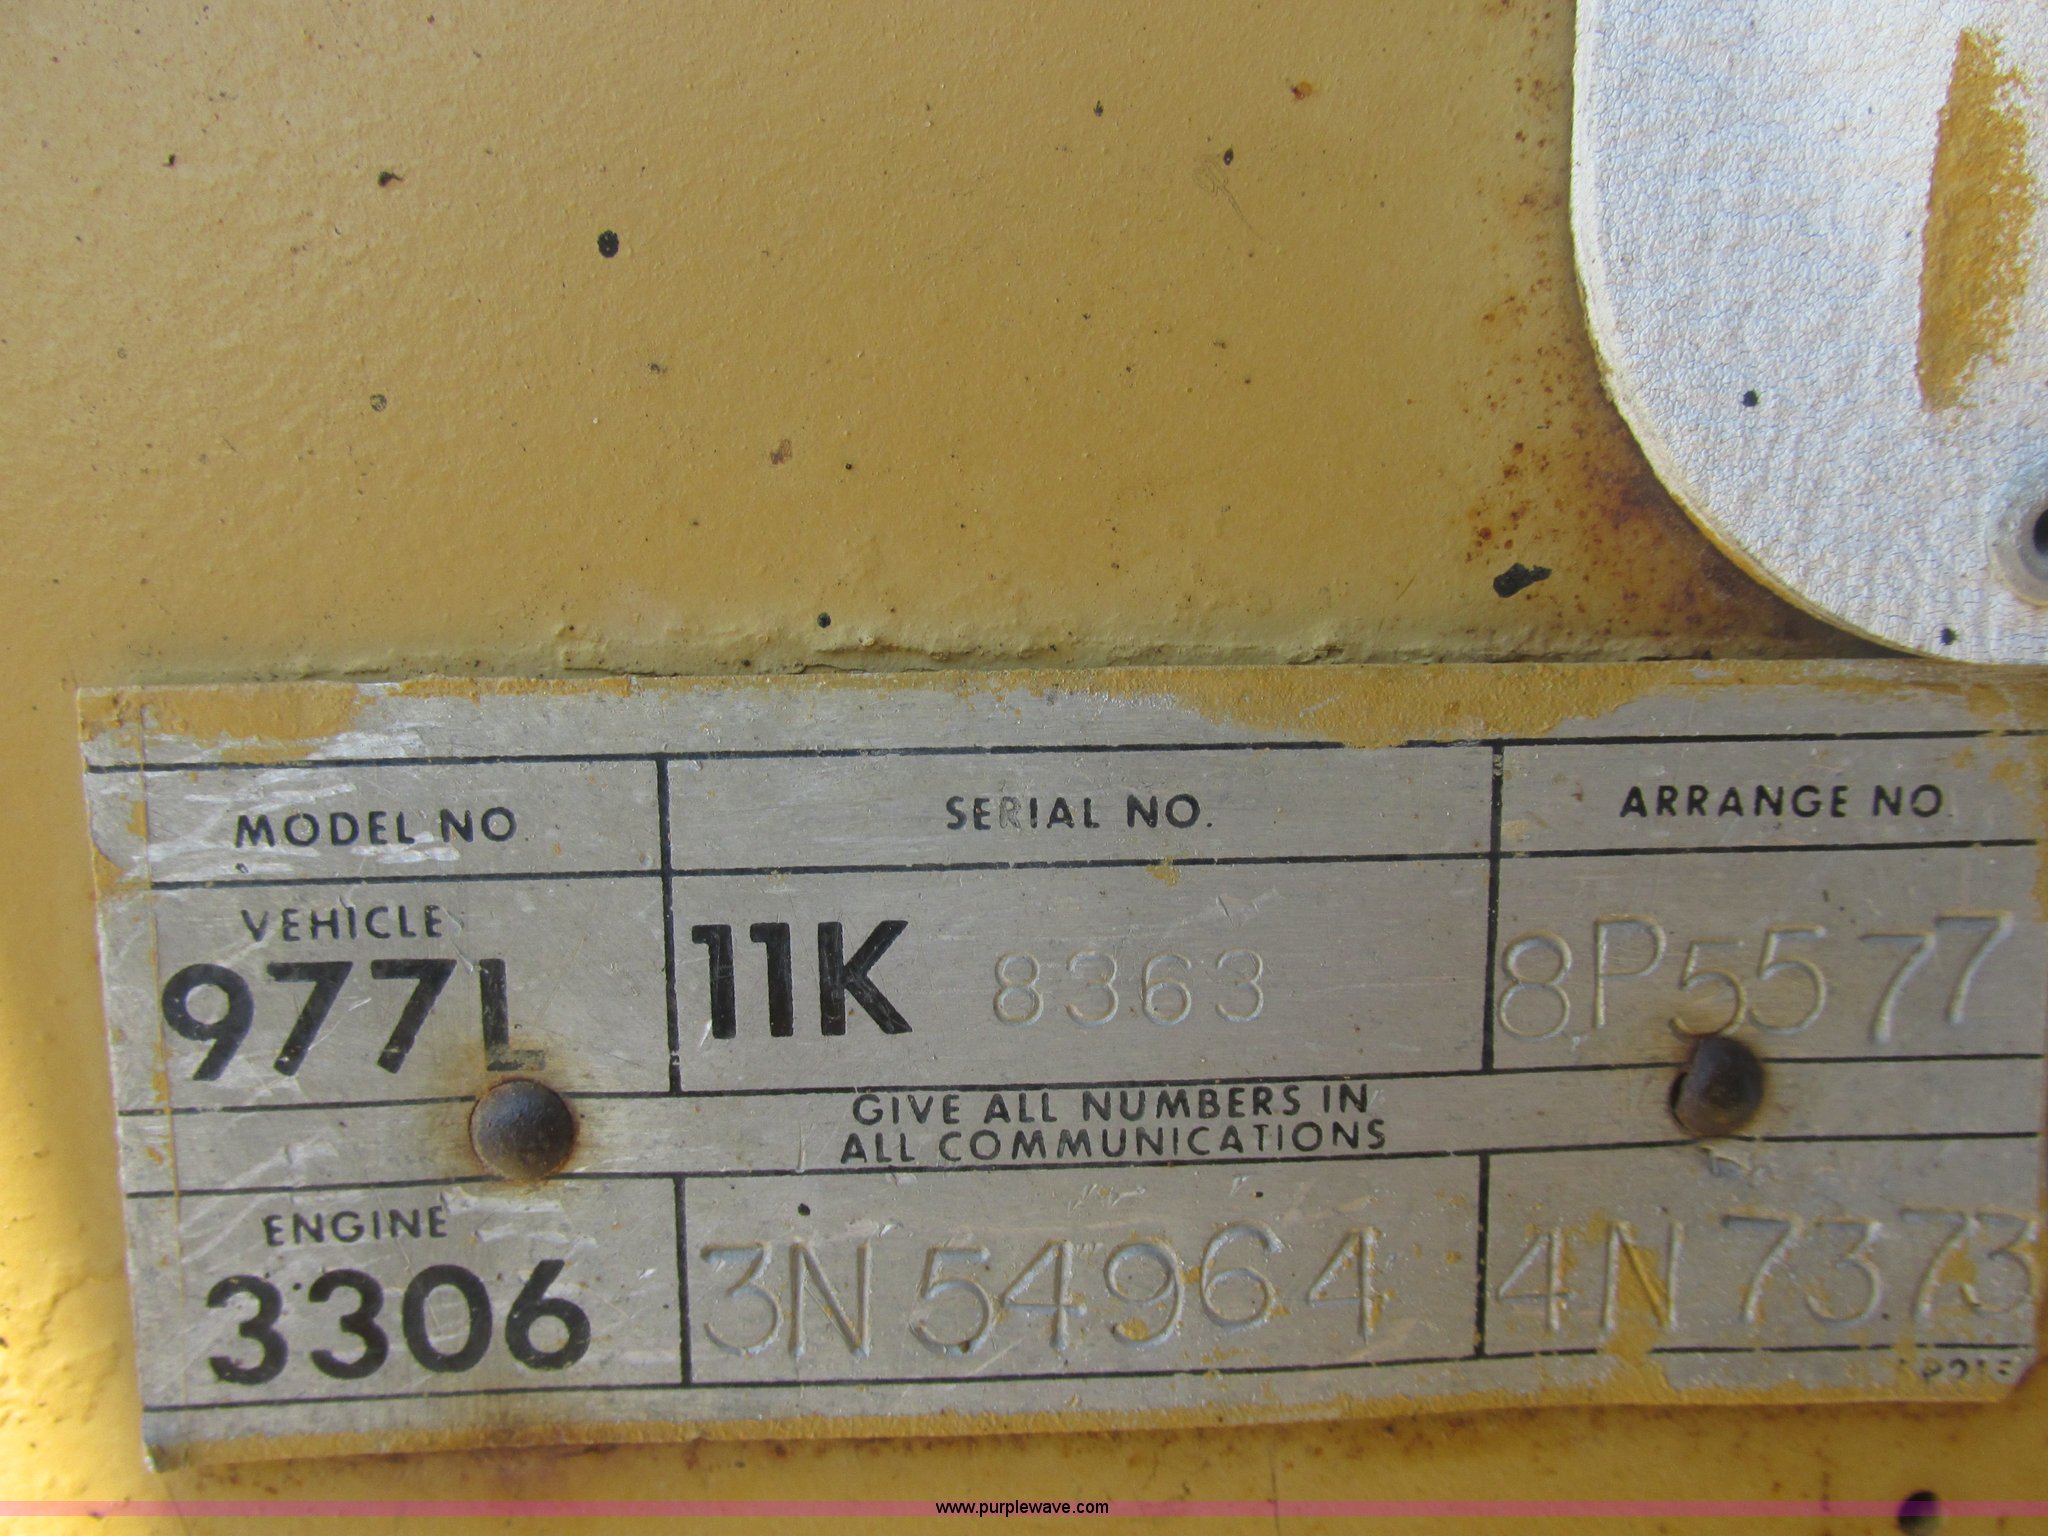 MODEL NO. SERIAL NO. ARRANGE NO.
VEHICLE
977L 11K 8363 8P5577
GIVE ALL NUMBERS IN
ALL COMMUNICATIONS
ENGINE
3306 3N54964 4N7373
www.purplewave.com